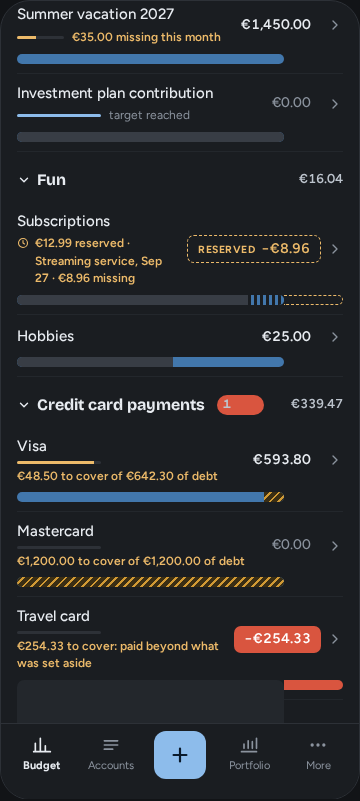 Summer vacation 2027
€1,450.00
€35.00 missing this month
Investment plan contribution
€0.00
target reached
Fun
€16.04
Subscriptions
€12.99 reserved ·
Streaming service, Sep
27 · €8.96 missing
RESERVED −€8.96
Hobbies
€25.00
Credit card payments
1
€339.47
Visa
€593.80
€48.50 to cover of €642.30 of debt
Mastercard
€0.00
€1,200.00 to cover of €1,200.00 of debt
Travel card
−€254.33
€254.33 to cover: paid beyond what
was set aside
Budget
Accounts
Portfolio
More